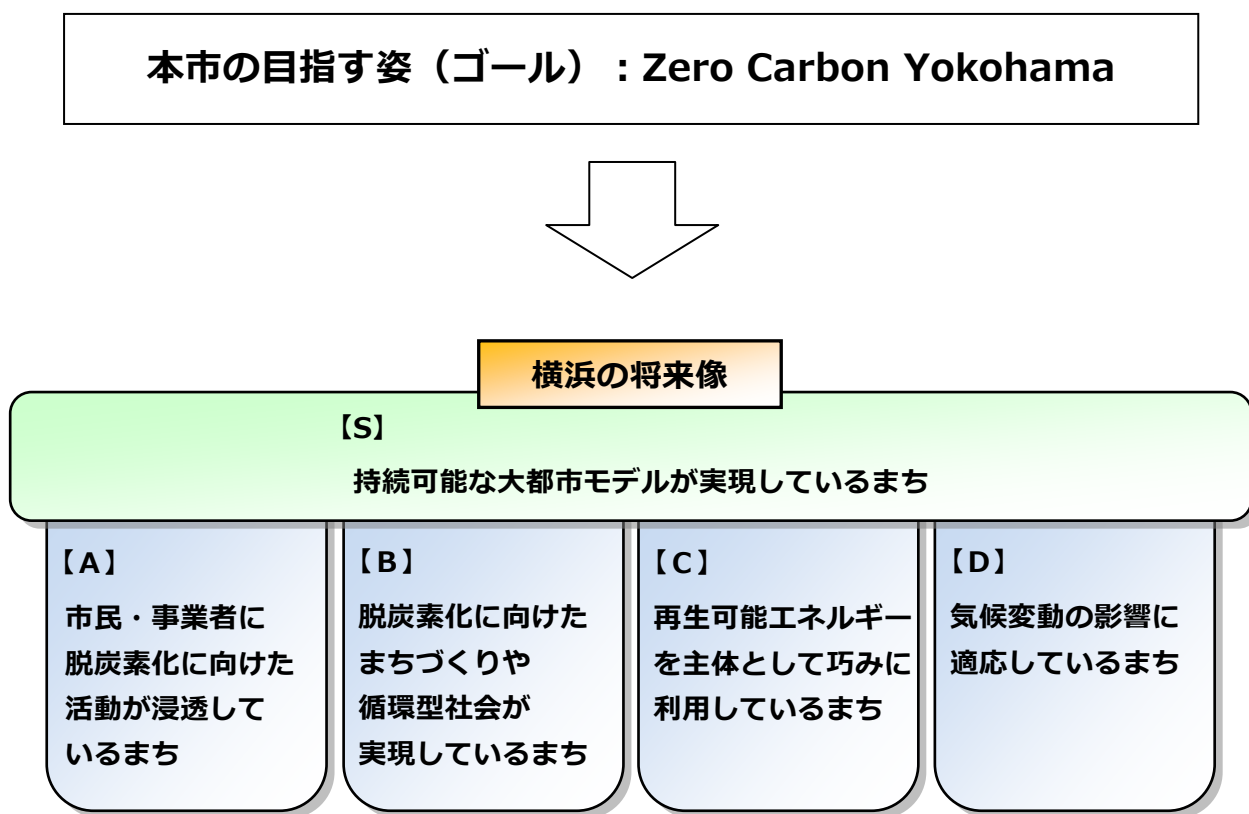 本市の目指す姿（ゴール）：Zero Carbon Yokohama
横浜の将来像
【S】
持続可能な大都市モデルが実現しているまち
【A】
市民・事業者に
脱炭素化に向けた
活動が浸透して
いるまち
【B】
脱炭素化に向けた
まちづくりや
循環型社会が
実現しているまち
【C】
再生可能エネルギー
を主体として巧みに
利用しているまち
【D】
気候変動の影響に
適応しているまち